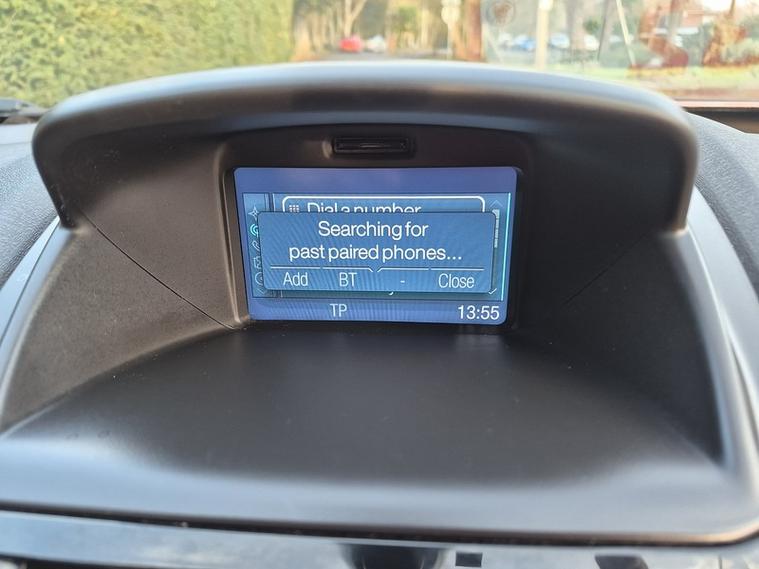 Dial a number
Searching for
past paired phones...
Add BT - Close
TP 13:55